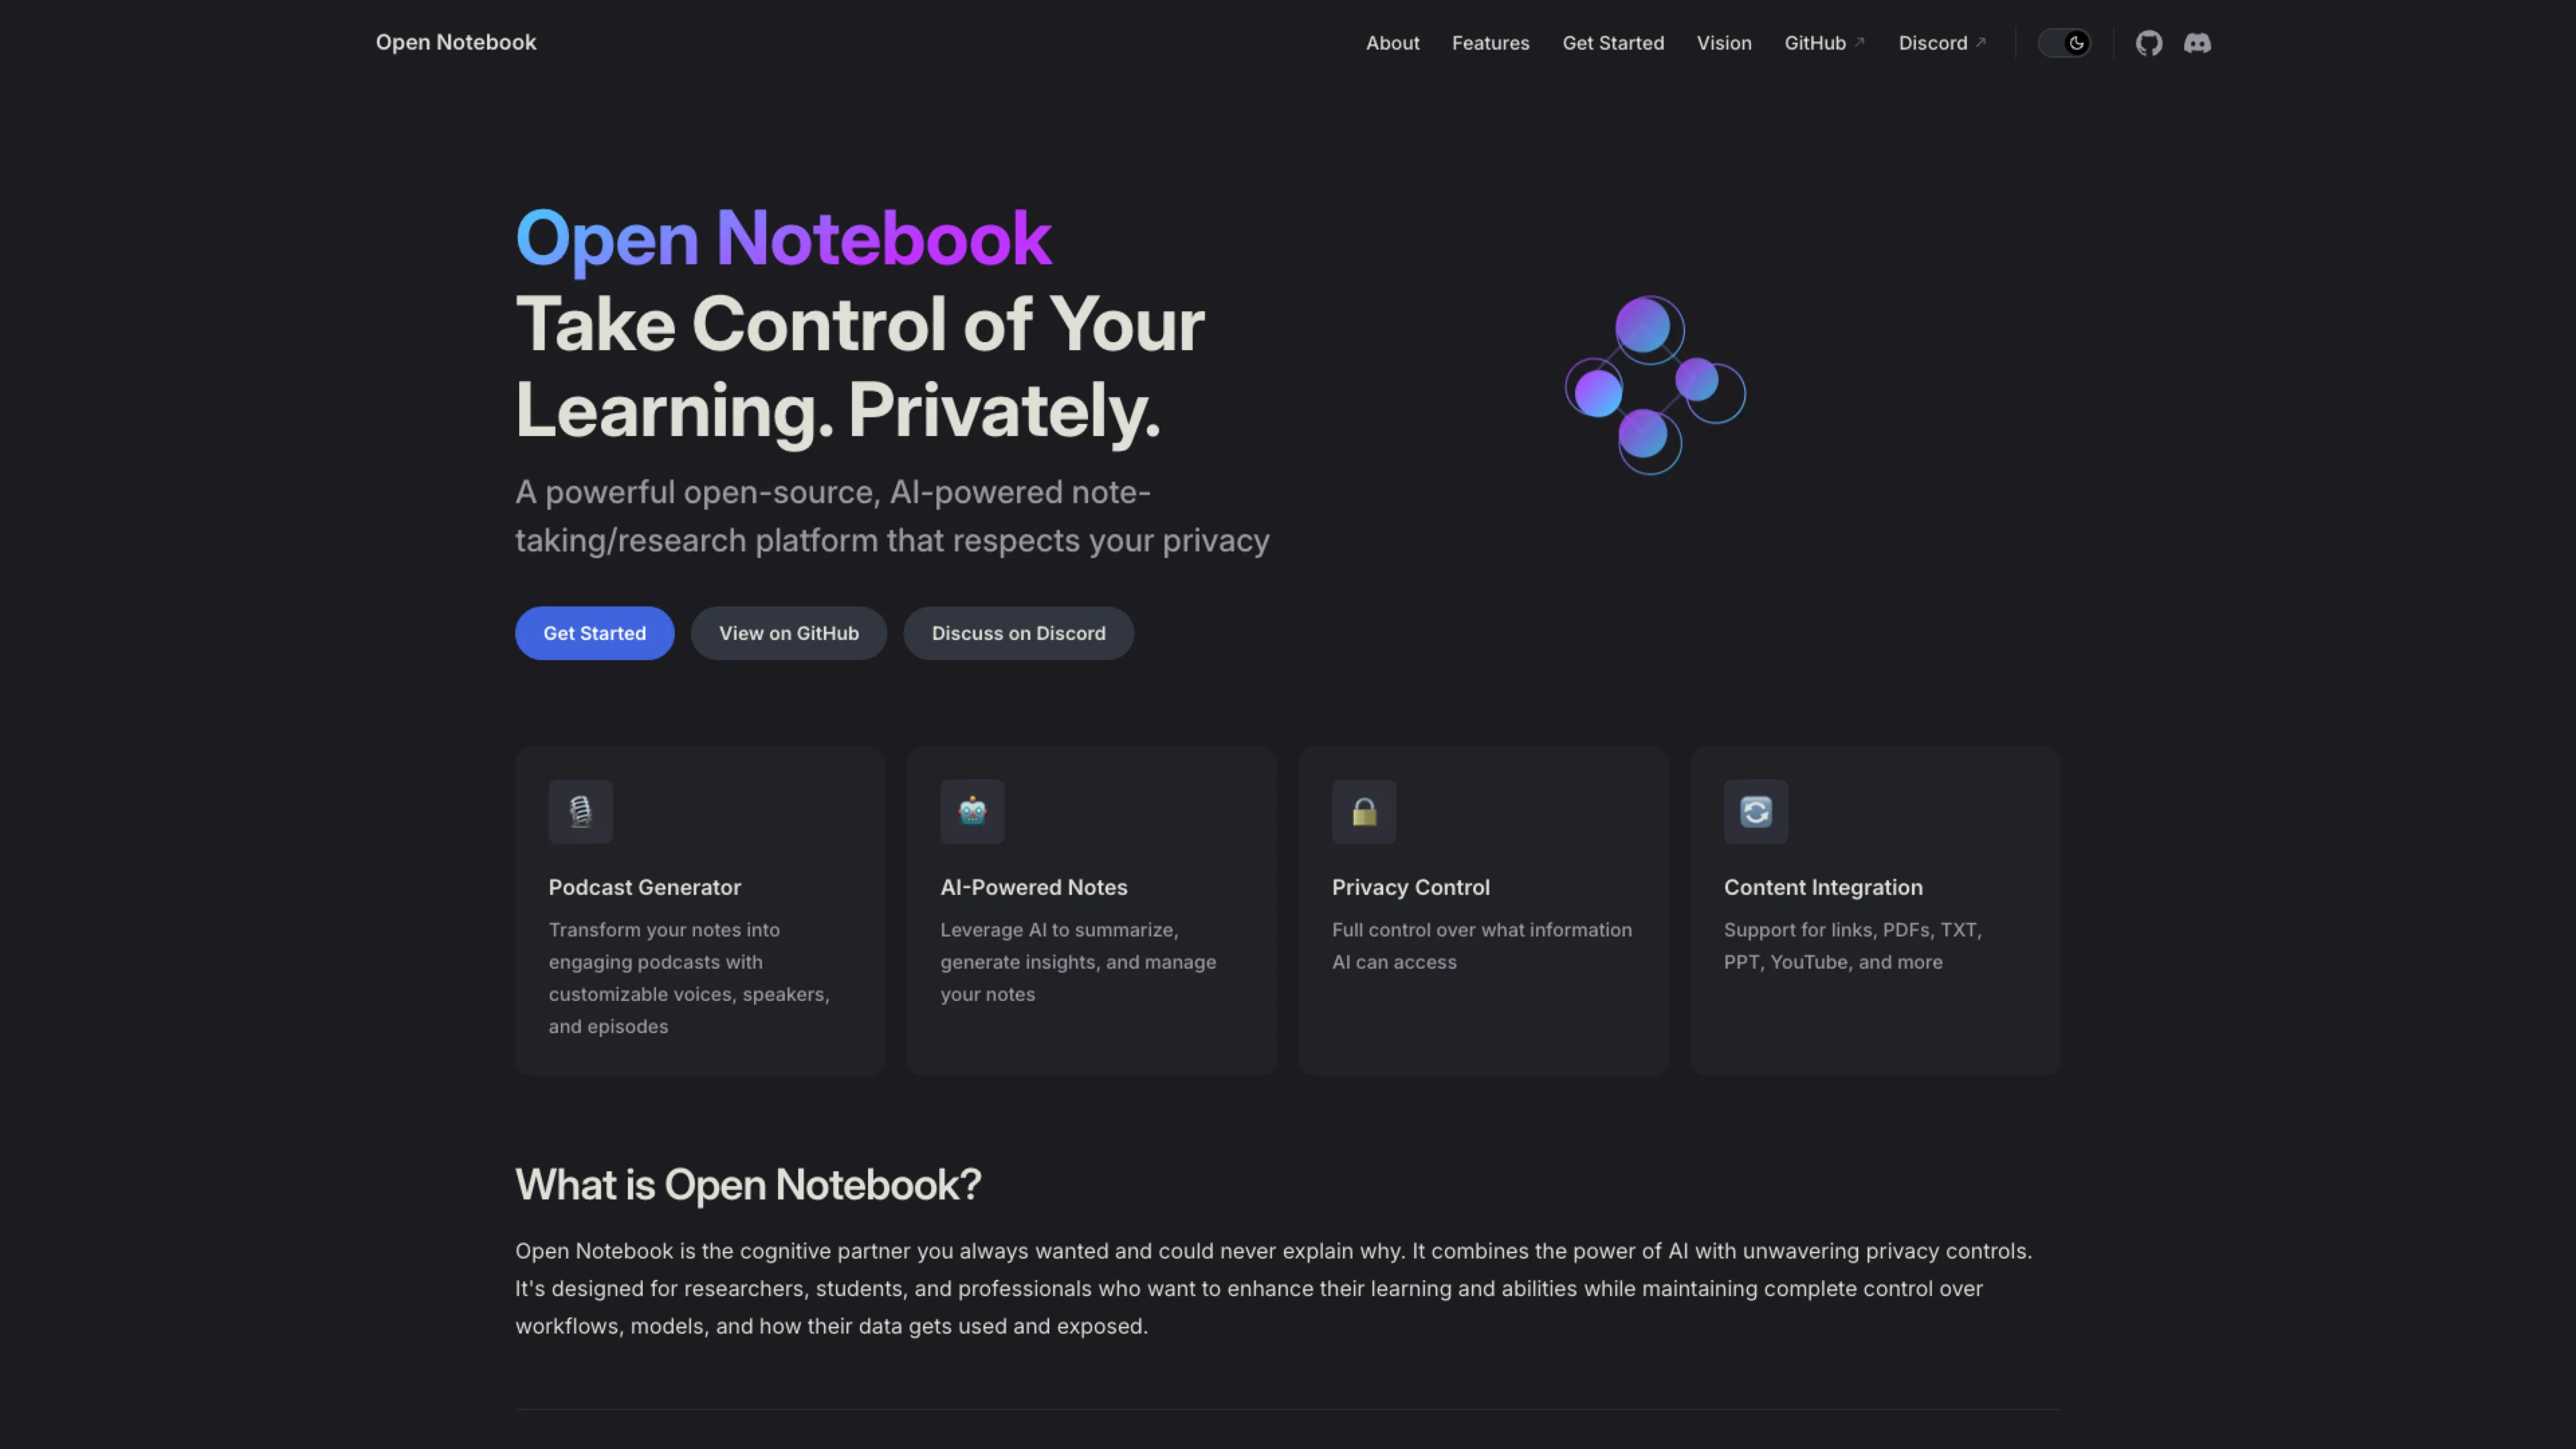 Open Notebook
About
Features
Get Started
Vision
GitHub
Discord
Open Notebook
Take Control of Your
Learning. Privately.
A powerful open-source, AI-powered note-
taking/research platform that respects your privacy
Get Started
View on GitHub
Discuss on Discord
Podcast Generator
Transform your notes into
engaging podcasts with
customizable voices, speakers,
and episodes
AI-Powered Notes
Leverage AI to summarize,
generate insights, and manage
your notes
Privacy Control
Full control over what information
AI can access
Content Integration
Support for links, PDFs, TXT,
PPT, YouTube, and more
What is Open Notebook?
Open Notebook is the cognitive partner you always wanted and could never explain why. It combines the power of AI with unwavering privacy controls.
It's designed for researchers, students, and professionals who want to enhance their learning and abilities while maintaining complete control over
workflows, models, and how their data gets used and exposed.